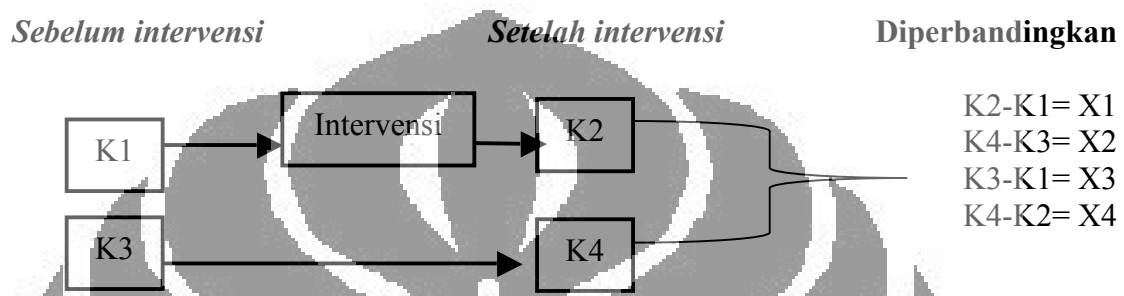 Sebelum intervensi Setelah intervensi Diperbandingkan
K2-K1= X1
Intervensi K2
K1 K4-K3= X2
K3-K1= X3
K4-K2= X4
K3 K4